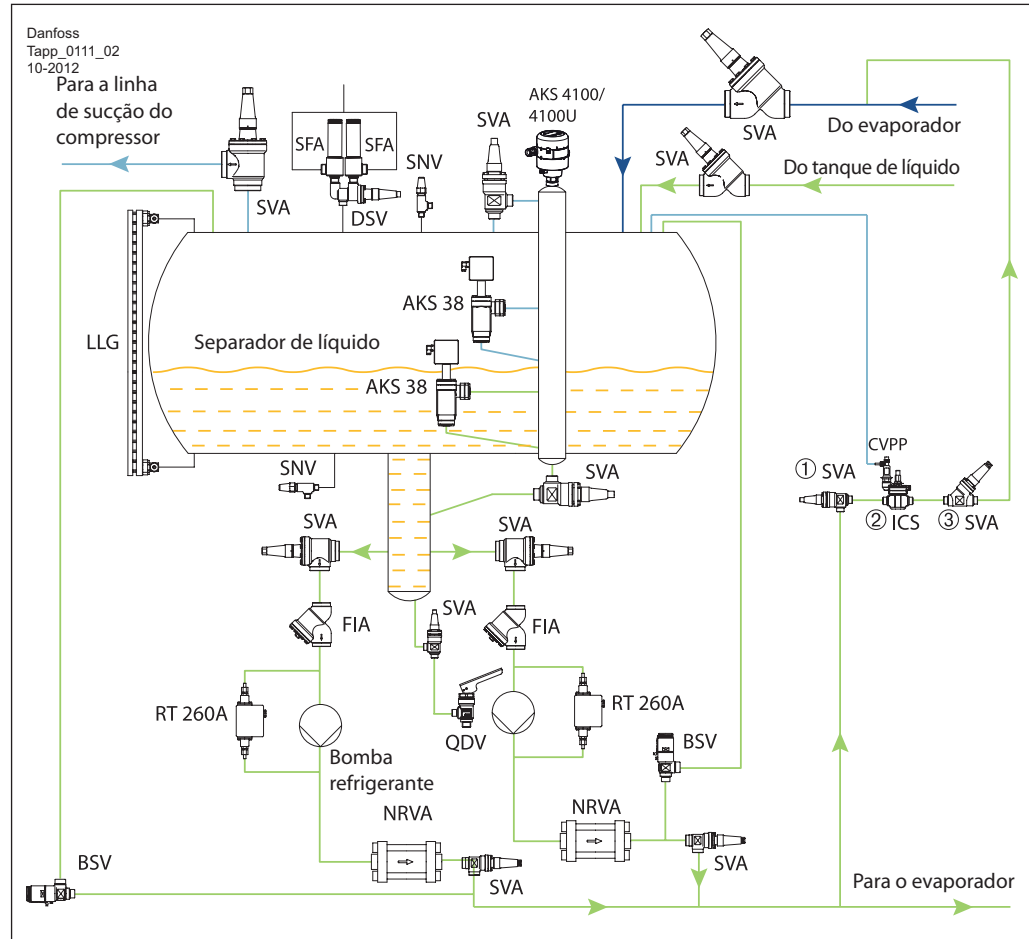 Danfoss
Tapp_0111_02
10-2012
Para a linha
de sucção do
compressor
SFA
SFA
SVA
DSV
SNV
SVA
AKS 4100/
4100U
SVA
Do evaporador
SVA
Do tanque de líquido
LLG
AKS 38
Separador de líquido
AKS 38
SNV
SVA
CVPP
① SVA
② ICS
③ SVA
SVA
SVA
FIA
SVA
FIA
RT 260A
QDV
RT 260A
Bomba
refrigerante
BSV
NRVA
NRVA
BSV
SVA
SVA
Para o evaporador